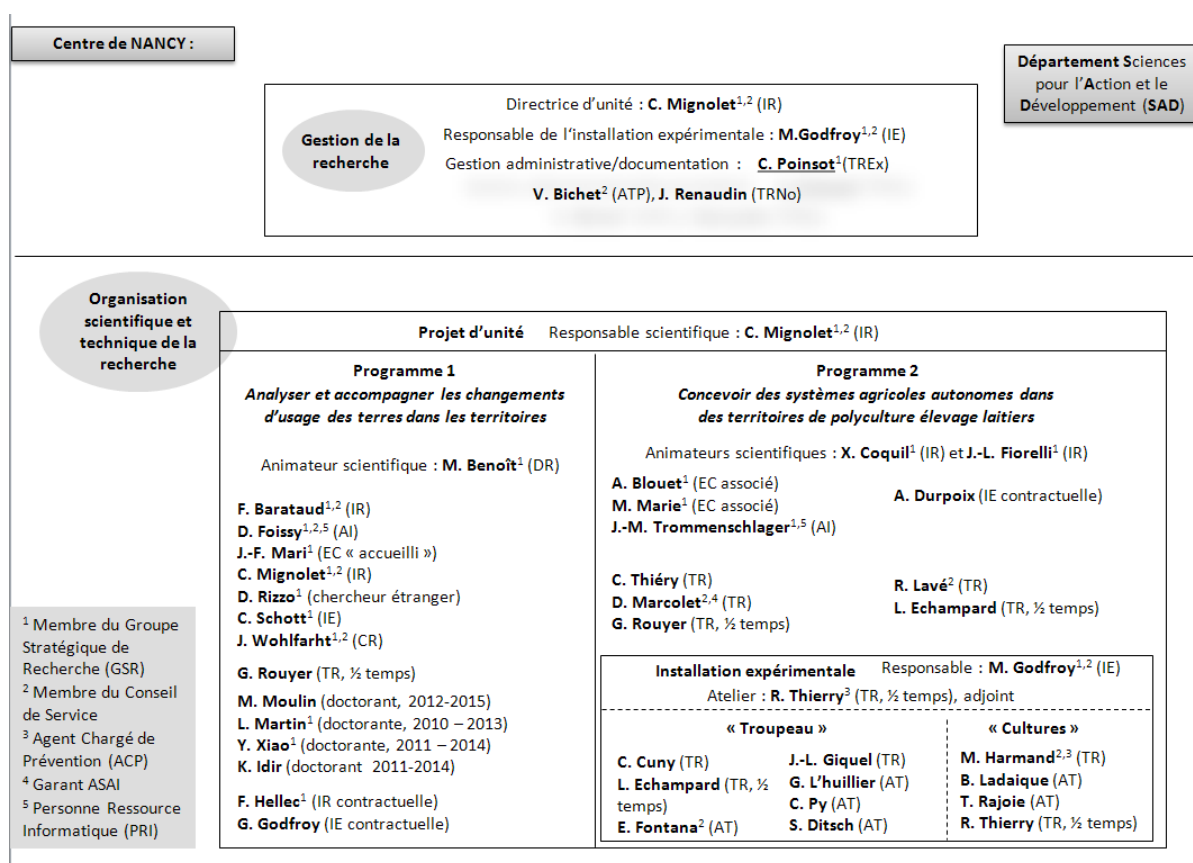 Centre de NANCY :
Département Sciences
pour l'Action et le
Développement (SAD)
Gestion de la
recherche
Directrice d'unité : C. Mignolet1,2 (IR)
Responsable de l'installation expérimentale : M.Godfroy1,2 (IE)
Gestion administrative/documentation : C. Poinsot1(TREx)
V. Bichet2 (ATP), J. Renaudin (TRNo)
Organisation
scientifique et
technique de la
recherche
Projet d'unité Responsable scientifique : C. Mignolet1,2 (IR)
Programme 1
Analyser et accompagner les changements
d'usage des terres dans les territoires
Animateur scientifique : M. Benoît1 (DR)
F. Barataud1,2 (IR)
D. Foissy1,2,5 (AI)
J.-F. Mari1 (EC « accueilli »)
C. Mignolet1,2 (IR)
D. Rizzo1 (chercheur étranger)
C. Schott1 (IE)
J. Wohlfarht1,2 (CR)
G. Rouyer (TR, ½ temps)
M. Moulin (doctorant, 2012-2015)
L. Martin1 (doctorante, 2010 – 2013)
Y. Xiao1 (doctorante, 2011 – 2014)
K. Idir (doctorant 2011-2014)
F. Hellec1 (IR contractuelle)
G. Godfroy (IE contractuelle)
Programme 2
Concevoir des systèmes agricoles autonomes dans
des territoires de polyculture élevage laitiers
Animateurs scientifiques : X. Coquil1 (IR) et J.-L. Fiorelli1 (IR)
A. Blouet1 (EC associé)
M. Marie1 (EC associé)
J.-M. Trommenschlager1,5 (AI)
A. Durpoix (IE contractuelle)
C. Thiéry (TR)
D. Marcolet2,4 (TR)
G. Rouyer (TR, ½ temps)
R. Lavé2 (TR)
L. Echampard (TR, ½ temps)
Installation expérimentale Responsable : M. Godfroy1,2 (IE)
Atelier : R. Thierry3 (TR, ½ temps), adjoint
« Troupeau »
C. Cuny (TR)
L. Echampard (TR, ½
temps)
E. Fontana2 (AT)
J.-L. Giquel (TR)
G. L'huillier (AT)
C. Py (AT)
S. Ditsch (AT)
« Cultures »
M. Harmand2,3 (TR)
B. Ladaique (AT)
T. Rajoie (AT)
R. Thierry (TR, ½ temps)
1 Membre du Groupe
Stratégique de
Recherche (GSR)
2 Membre du Conseil
de Service
3 Agent Chargé de
Prévention (ACP)
4 Garant ASAI
5 Personne Ressource
Informatique (PRI)